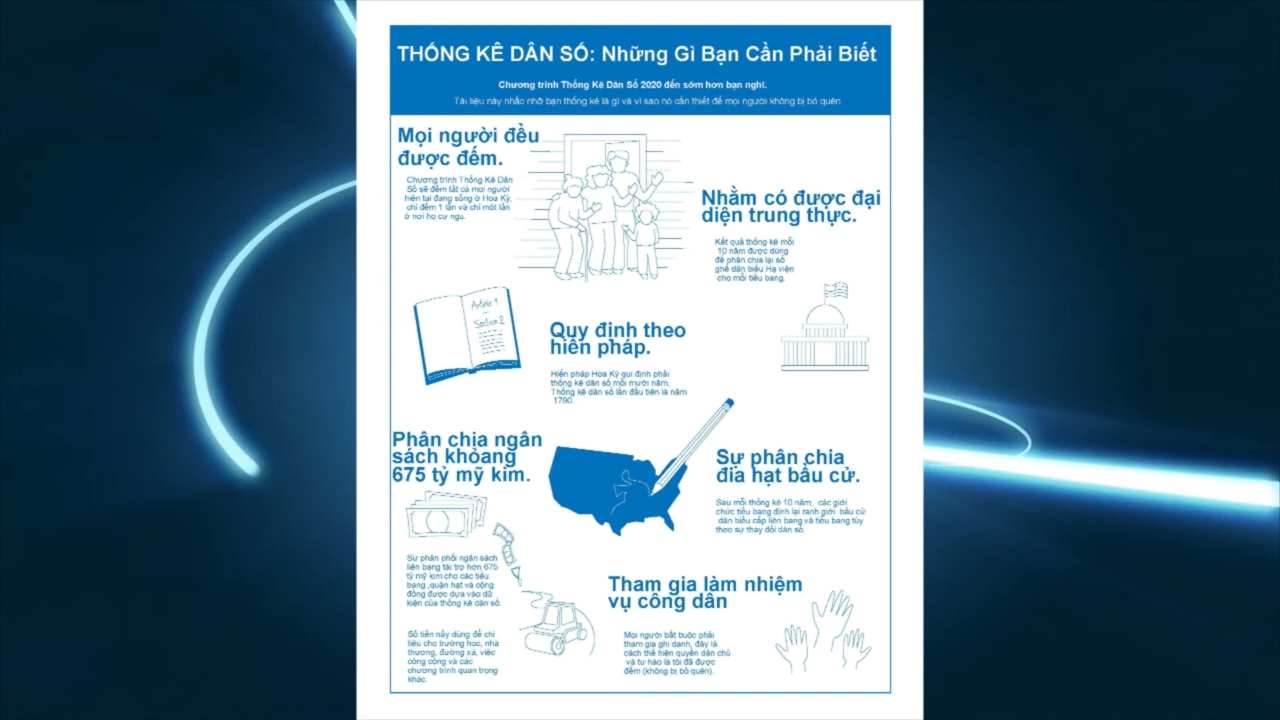 THỐNG KÊ DÂN SỐ: Những Gì Bạn Cần Phải Biết
Chương trình Thống Kê Dân Số 2020 đến sớm hơn bạn nghĩ.
Tài liệu này nhắc nhở bạn thống kê là gì và vì sao nó cần thiết để mọi người không bị bỏ quên
Mọi người đều
được đếm.
Chương trình Thống Kê Dân
Số sẽ đếm tất cả mọi người
hiện tại đang sống ở Hoa Kỳ,
chỉ đếm 1 lần và chỉ một lần
ở nơi họ cư ngụ.
Nhằm có được đại
diện trung thực.
Kết quả thống kê mỗi
10 năm được dùng
để phân chia lại số
ghế dân biểu Hạ viện
cho mỗi tiểu bang.
Article 1
Section 2
Quy định theo
hiến pháp.
Hiến pháp Hoa Kỳ qui định phải
thống kê dân số mỗi mười năm.
Thống kê dân số lần đầu tiên là năm
1790.
Phân chia ngân
sách khoảng
675 tỷ mỹ kim.
Sự phân phối ngân sách
liên bang tài trợ hơn 675
tỷ mỹ kim cho các tiểu
bang ,quận hạt và cộng
đồng được dựa vào dữ
kiện của thống kê dân số.
Số tiền nầy dùng để chi
tiêu cho trường học, nhà
thương, đường xá, việc
công cộng và các
chương trình quan trọng
khác.
Sự phân chia
địa hạt bầu cử.
Sau mỗi thống kê 10 năm, các giới
chức tiểu bang định lại ranh giới bầu cử
dân biểu cấp liên bang và tiểu bang tùy
theo sự thay đổi dân số.
Tham gia làm nhiệm
vụ công dân
Mọi người bắt buộc phải
tham gia ghi danh, đây là
cách thể hiện quyền dân chủ
và tự hào là tôi đã được
đếm (không bị bỏ quên).